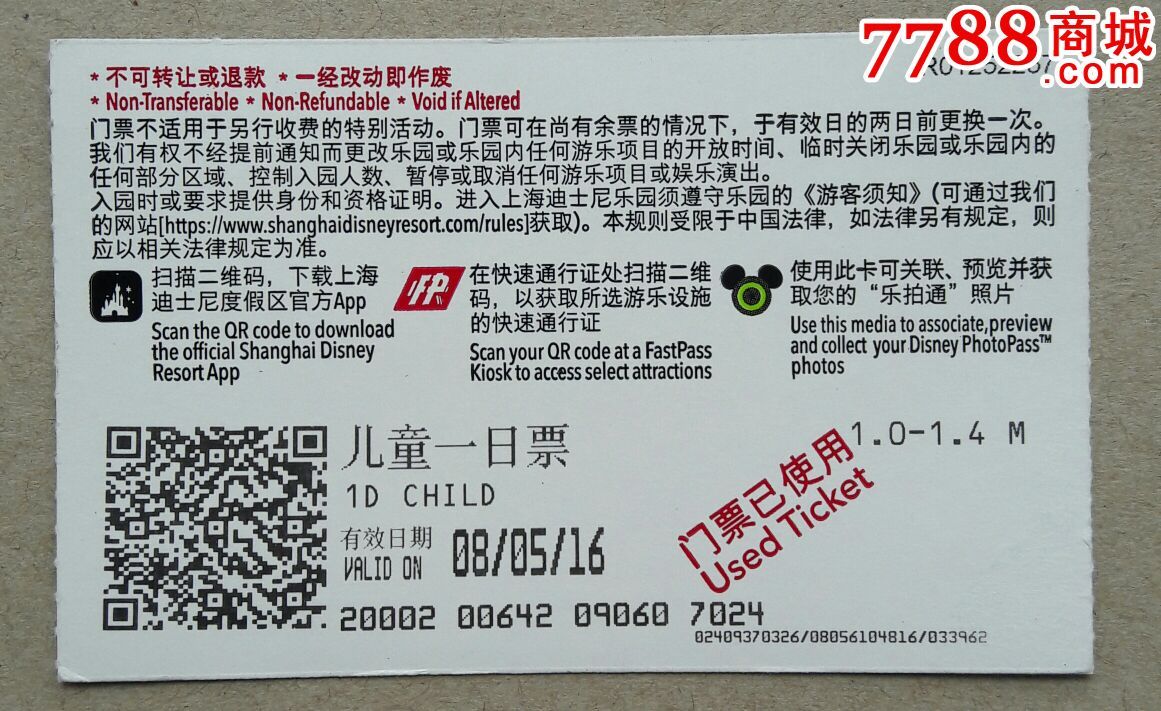 7788商城
.com
* 不可转让或退款 * 一经改动即作废
* Non-Transferable * Non-Refundable * Void if Altered
门票不适用于另行收费的特别活动。门票可在尚有余票的情况下，于有效日的两日前更换一次。
我们有权不经提前通知而更改乐园或乐园内任何游乐项目的开放时间、临时关闭乐园或乐园内的
任何部分区域、控制入园人数、暂停或取消任何游乐项目或娱乐演出。
入园时或要求提供身份和资格证明。进入上海迪士尼乐园须遵守乐园的《游客须知》(可通过我们
的网站[https://www.shanghaidisneyresort.com/rules]获取)。本规则受限于中国法律，如法律另有规定，则
应以相关法律规定为准。
扫描二维码，下载上海
迪士尼度假区官方App
Scan the QR code to download
the official Shanghai Disney
Resort App
FP
在快速通行证处扫描二维
码，以获取所选游乐设施
的快速通行证
Scan your QR code at a FastPass
Kiosk to access select attractions
使用此卡可关联、预览并获
取您的“乐拍通”照片
Use this media to associate,preview
and collect your Disney PhotoPass™
photos
儿童一日票
1D CHILD
1.0-1.4 M
有效日期
VALID ON 08/05/16
门票已使用
Used Ticket
20002 00642 09060 7024
02409370326/08056104816/033962